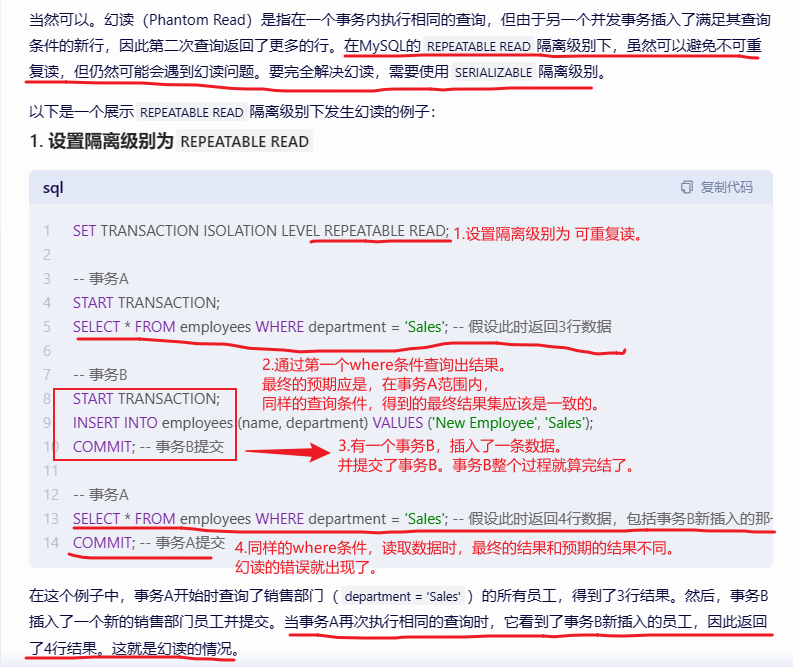 当然可以。幻读（Phantom Read）是指在一个事务内执行相同的查询，但由于另一个并发事务插入了满足其查询
条件的新行，因此第二次查询返回了更多的行。在MySQL的 REPEATABLE READ 隔离级别下，虽然可以避免不可重
复读，但仍然可能会遇到幻读问题。要完全解决幻读，需要使用 SERIALIZABLE 隔离级别。
以下是一个展示 REPEATABLE READ 隔离级别下发生幻读的例子：
1. 设置隔离级别为 REPEATABLE READ
sql 复制代码
1 SET TRANSACTION ISOLATION LEVEL REPEATABLE READ; 1.设置隔离级别为 可重复读。
2
3 -- 事务A
4 START TRANSACTION;
5 SELECT * FROM employees WHERE department = 'Sales'; -- 假设此时返回3行数据
6
2.通过第一个where条件查询出结果。
7 -- 事务B
最终的预期应是，在事务A范围内，
8 START TRANSACTION;
同样的查询条件，得到的最终结果集应该是一致的。
9 INSERT INTO employees (name, department) VALUES ('New Employee', 'Sales');
10 COMMIT; -- 事务B提交
3.有一个事务B，插入了一条数据。
并提交了事务B。事务B整个过程就算完结了。
11
12 -- 事务A
13 SELECT * FROM employees WHERE department = 'Sales'; -- 假设此时返回4行数据，包括事务B新插入的那
14 COMMIT; -- 事务A提交
4.同样的where条件，读取数据时，最终的结果和预期的结果不同。
幻读的错误就出现了。
在这个例子中，事务A开始时查询了销售部门（ department = 'Sales' ）的所有员工，得到了3行结果。然后，事务B
插入了一个新的销售部门员工并提交。当事务A再次执行相同的查询时，它看到了事务B新插入的员工，因此返回
了4行结果。这就是幻读的情况。